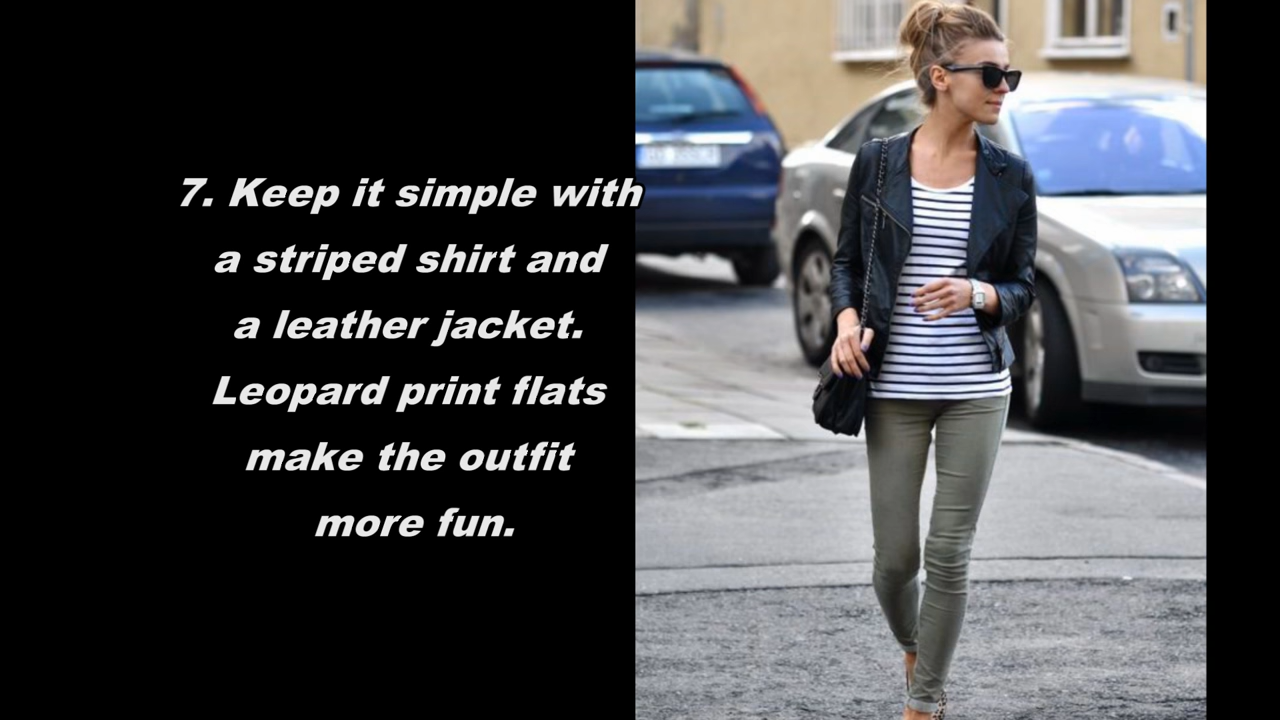 7. Keep it simple with
a striped shirt and
a leather jacket.
Leopard print flats
make the outfit
more fun.